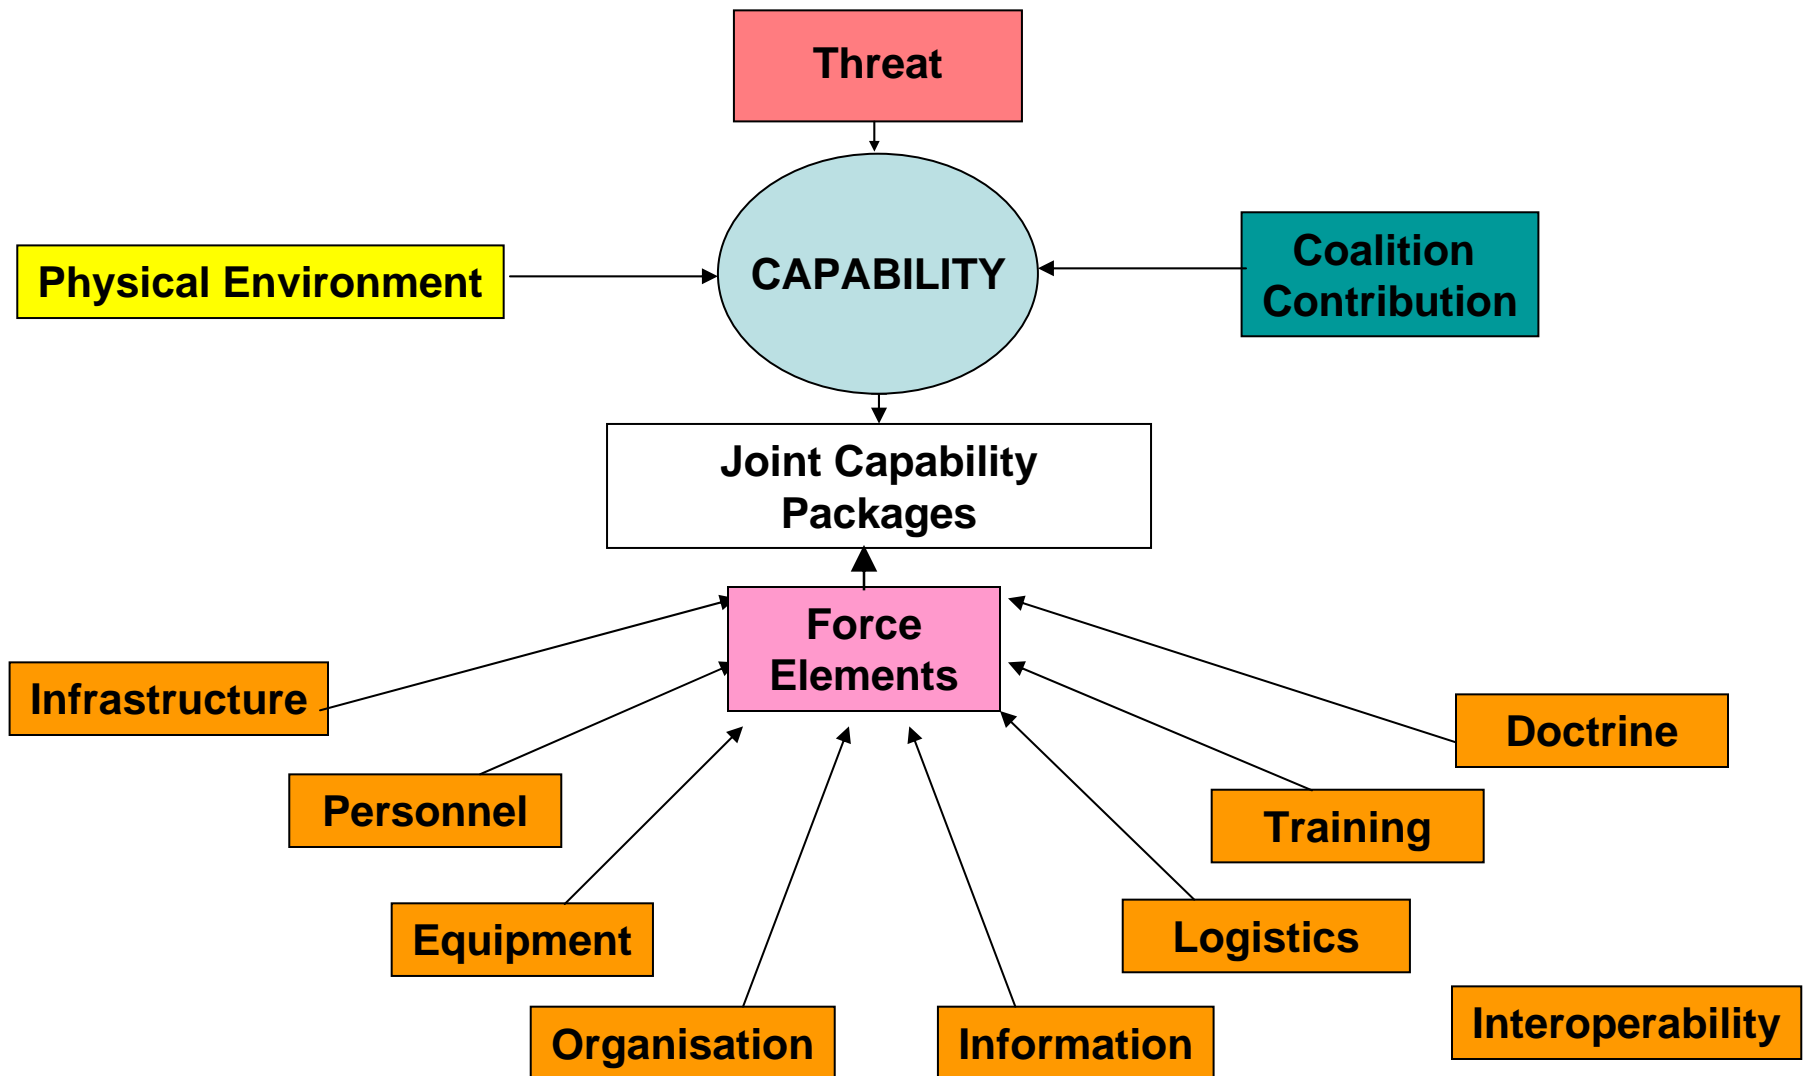 Threat
Physical Environment
CAPABILITY
Coalition
Contribution
Joint Capability
Packages
Force
Elements
Infrastructure
Doctrine
Personnel
Training
Equipment
Logistics
Organisation
Information
Interoperability